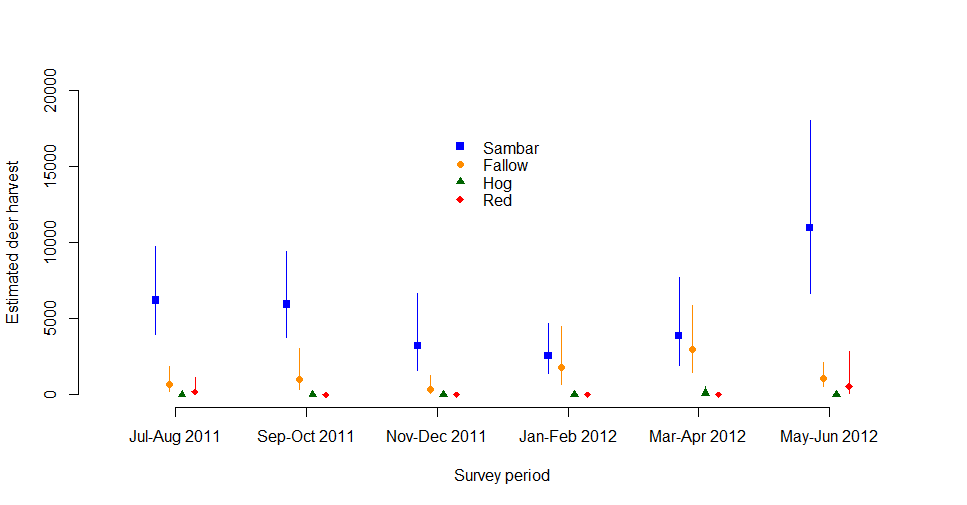 20000
15000
10000
5000
0
Estimated deer harvest
Sambar
Fallow
Hog
Red
Jul-Aug 2011 Sep-Oct 2011 Nov-Dec 2011 Jan-Feb 2012 Mar-Apr 2012 May-Jun 2012
Survey period